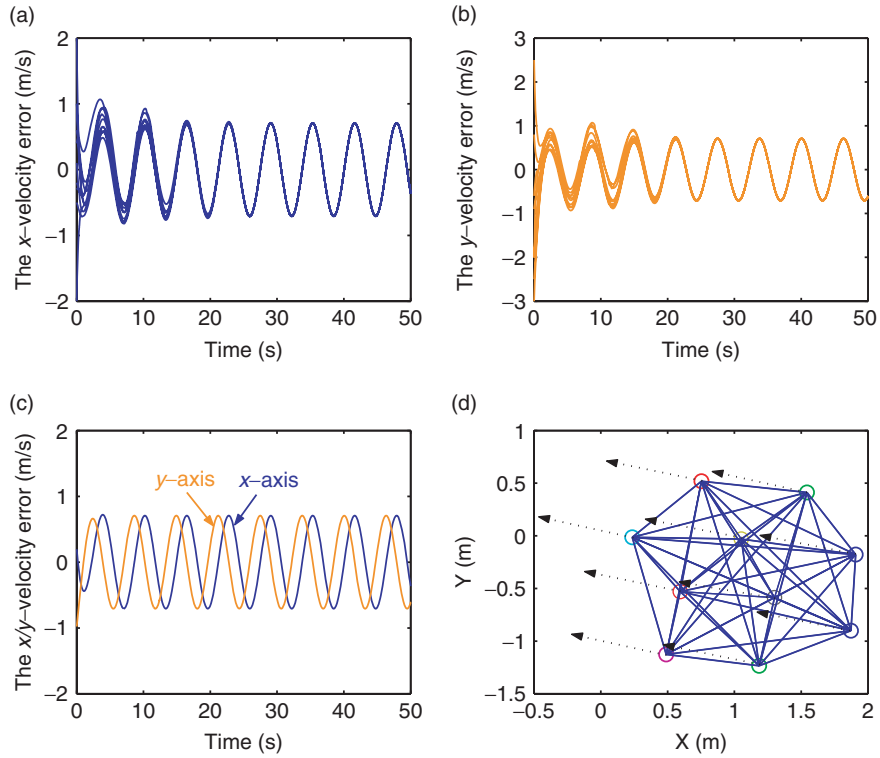 (a)
The x–velocity error (m/s)
2
1
0
−1
−2
0 10 20 30 40 50
Time (s)
(b)
The y–velocity error (m/s)
3
2
1
0
−1
−2
−3
0 10 20 30 40 50
Time (s)
(c)
The x/y–velocity error (m/s)
2
1
0
−1
−2
y–axis
x–axis
0 10 20 30 40 50
Time (s)
(d)
Y (m)
1
0.5
0
−0.5
−1
−1.5
−0.5 0 0.5 1 1.5 2
X (m)